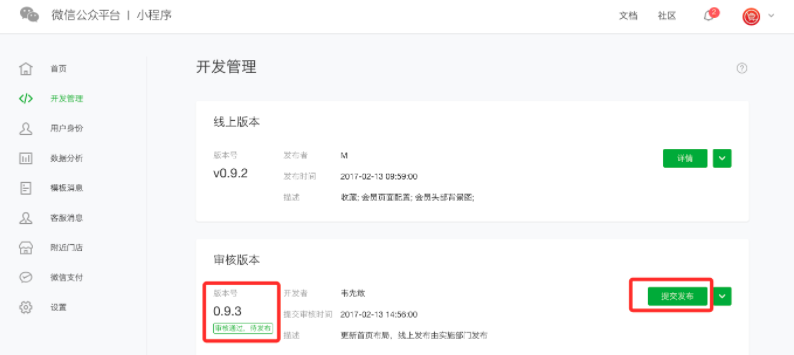 微信公众平台 | 小程序
文档 社区 2
首页
开发管理
用户身份
数据分析
模板消息
客服消息
附近门店
微信支付
设置
开发管理
线上版本
版本号 发布者 M 详情
v0.9.2 发布时间 2017-02-13 09:59:00
描述 收藏; 会员页面配置; 会员头部背景图;
审核版本
版本号 开发者 韦先敢 提交发布
0.9.3 提交审核时间 2017-02-13 14:56:00
审核通过，待发布
描述 更新首页布局，线上发布由实施部门发布